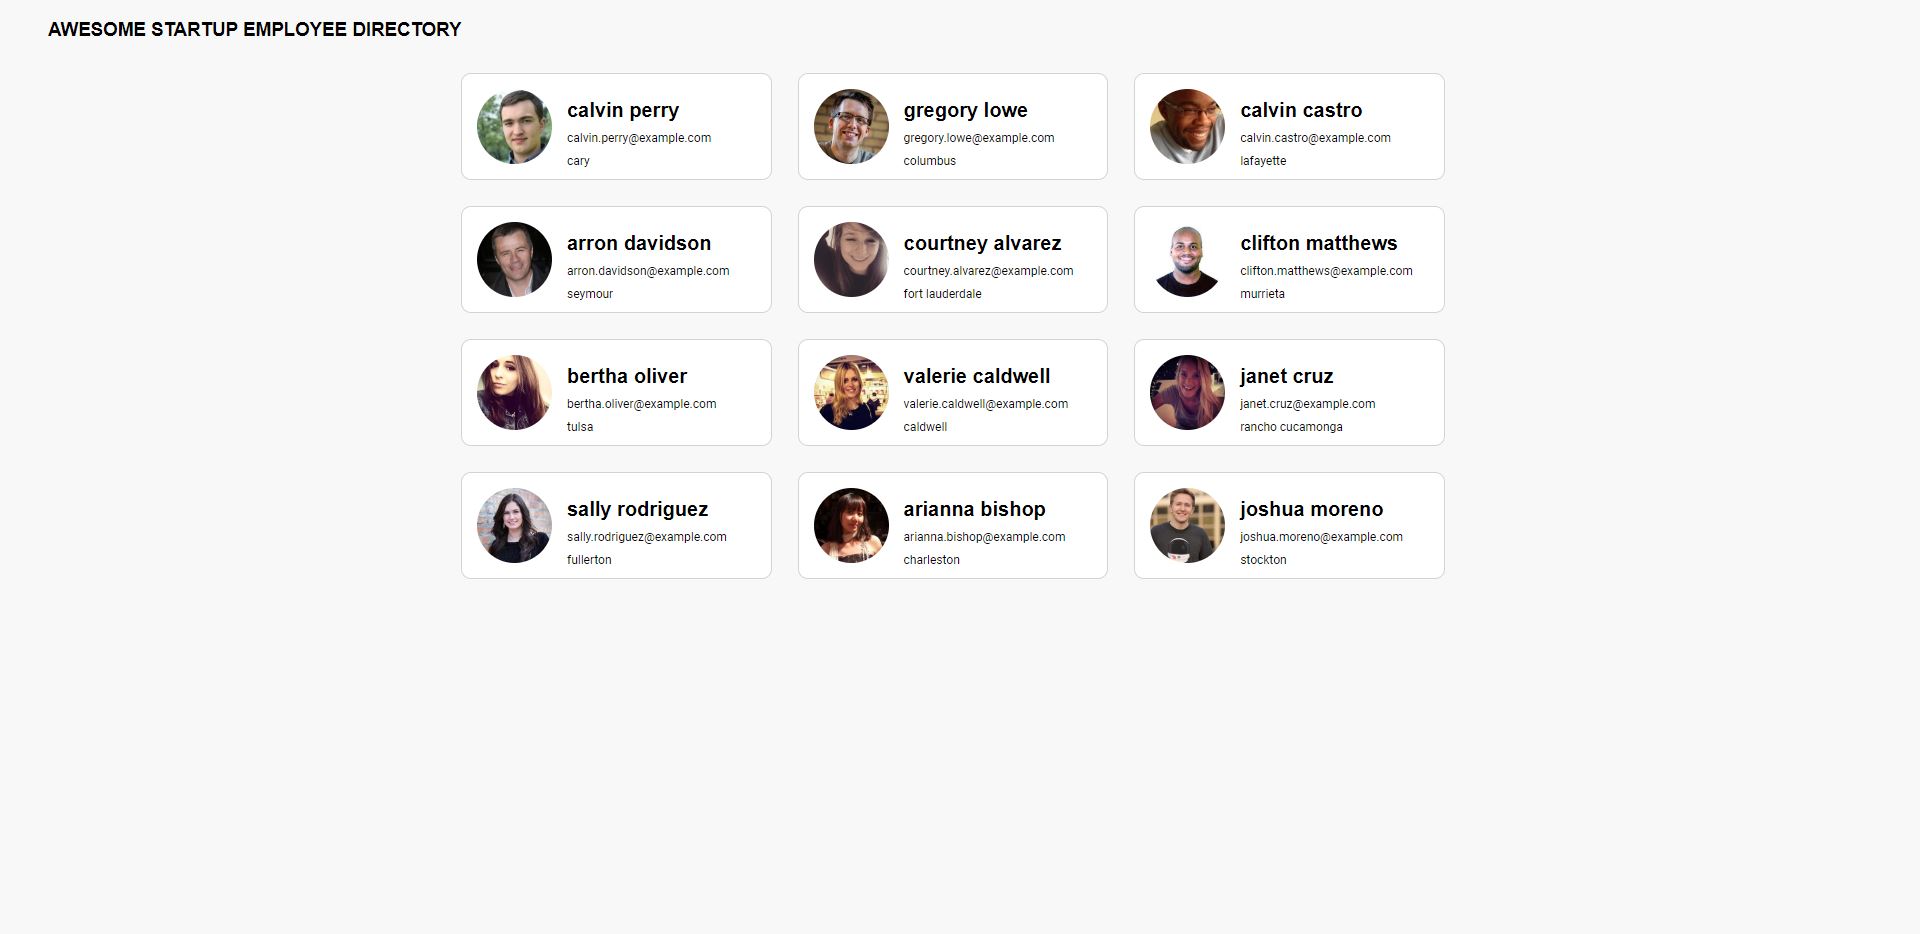 AWESOME STARTUP EMPLOYEE DIRECTORY
calvin perry
calvin.perry@example.com
cary
gregory lowe
gregory.lowe@example.com
columbus
calvin castro
calvin.castro@example.com
lafayette
arron davidson
arron.davidson@example.com
seymour
courtney alvarez
courtney.alvarez@example.com
fort lauderdale
clifton matthews
clifton.matthews@example.com
murrieta
bertha oliver
bertha.oliver@example.com
tulsa
valerie caldwell
valerie.caldwell@example.com
caldwell
janet cruz
janet.cruz@example.com
rancho cucamonga
sally rodriguez
sally.rodriguez@example.com
fullerton
arianna bishop
arianna.bishop@example.com
charleston
joshua moreno
joshua.moreno@example.com
stockton